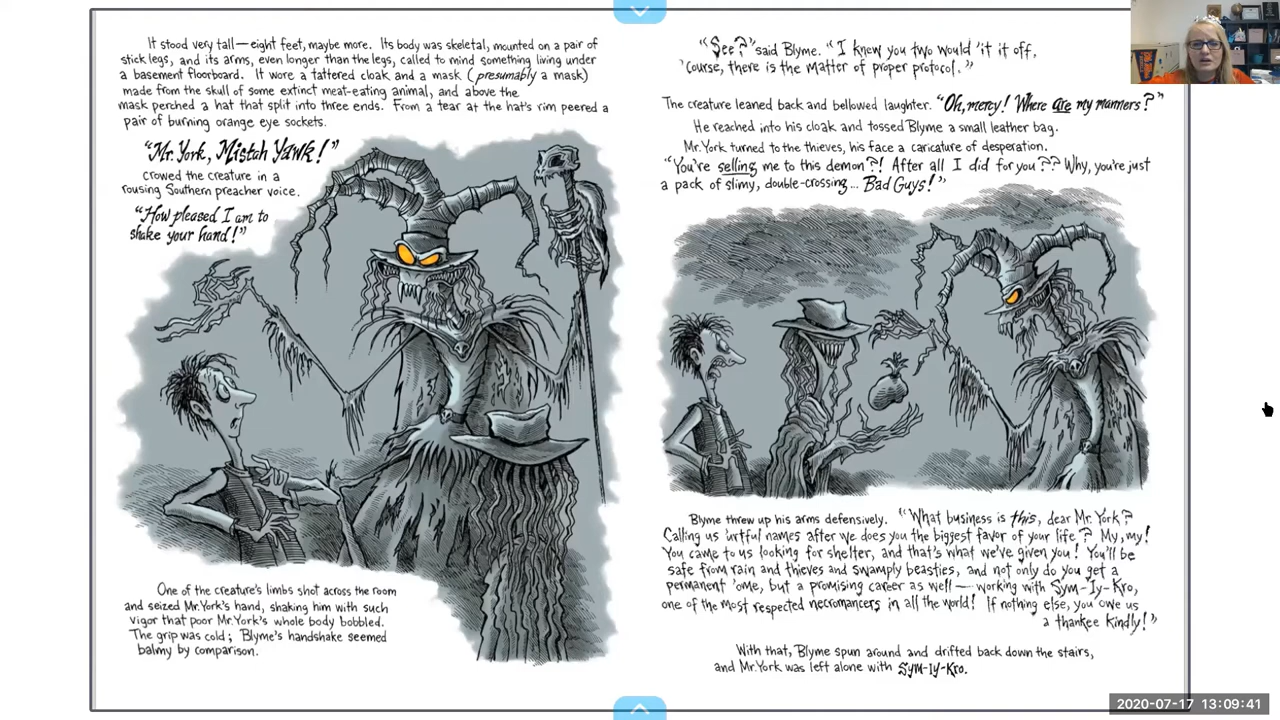 It stood very tall—eight feet, maybe more. Its body was skeletal, mounted on a pair of
stick legs, and its arms, even longer than the legs, called to mind something living under
a basement floorboard. It wore a tattered cloak and a mask (presumably a mask)
made from the skull of some extinct meat-eating animal, and above the
mask perched a hat that split into three ends. From a tear at the hat's rim peered a
pair of burning orange eye sockets.
"Mr. York, Mistah Yawk!"
crowed the creature in a
rousing Southern preacher voice.
"How pleased I am to
shake your hand!"
One of the creature's limbs shot across the room
and seized Mr. York's hand, shaking him with such
vigor that poor Mr. York's whole body bobbled.
The grip was cold; Blyme's handshake seemed
balmy by comparison.
"See?" said Blyme. "I knew you two would 'it it off.
'Course, there is the matter of proper protocol."
The creature leaned back and bellowed laughter. "Oh, mercy! Where are my manners?"
He reached into his cloak and tossed Blyme a small leather bag.
Mr. York turned to the thieves, his face a caricature of desperation.
"You're selling me to this demon?! After all I did for you?? Why, you're just
a pack of slimy, double-crossing... Bad Guys!"
Blyme threw up his arms defensively. "What business is this, dear Mr. York?
Calling us 'urtful names after we does you the biggest favor of your life? My, my!
You came to us looking for shelter, and that's what we've given you! You'll be
safe from rain and thieves and swamply beasties, and not only do you get a
permanent 'ome, but a promising career as well—working with Sym-Iy-Kro,
one of the most respected necromancers in all the world! If nothing else, you owe us
a thankee kindly!"
With that, Blyme spun around and drifted back down the stairs,
and Mr. York was left alone with Sym-Iy-Kro.
2020-07-17 13:09:41